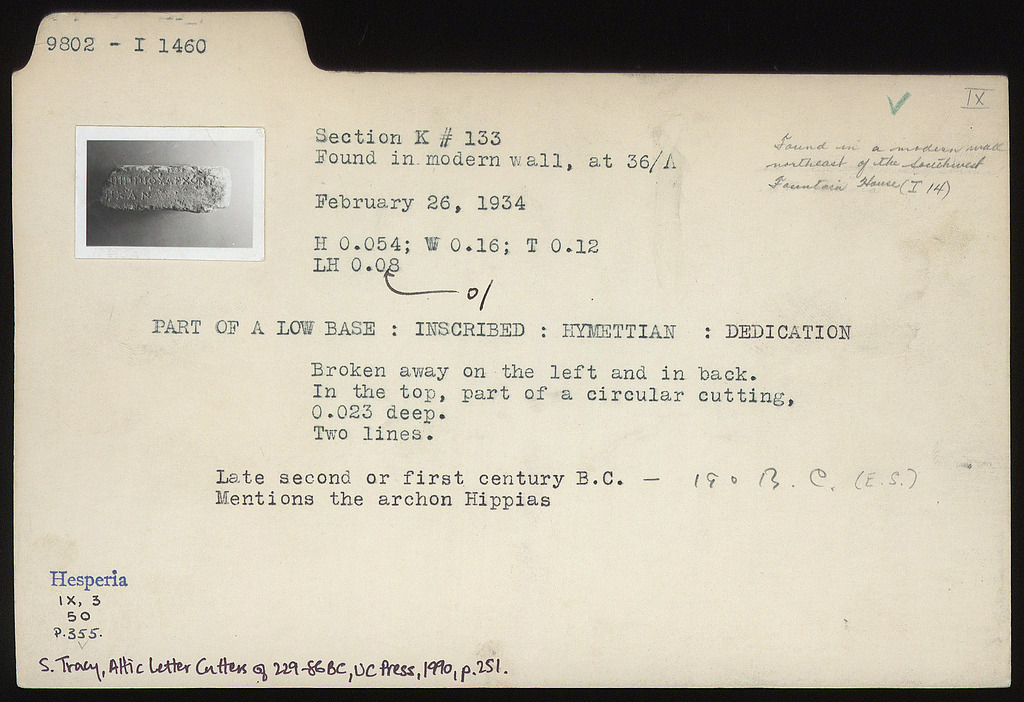 9802 - I 1460
IX
Section K # 133
Found in modern wall, at 36/Λ
Found in a modern wall
northeast of the Southwest
Fountain House (I 14)
February 26, 1934
H 0.054; W 0.16; T 0.12
LH 0.08
0/
PART OF A LOW BASE : INSCRIBED : HYMETTIAN : DEDICATION
Broken away on the left and in back.
In the top, part of a circular cutting,
0.023 deep.
Two lines.
Late second or first century B.C. — 190 B.C. (E.S.)
Mentions the archon Hippias
Hesperia
IX, 3
50
P.355.
S. Tracy, Attic Letter Cutters of 229-86 BC, UC Press, 1990, p.251.